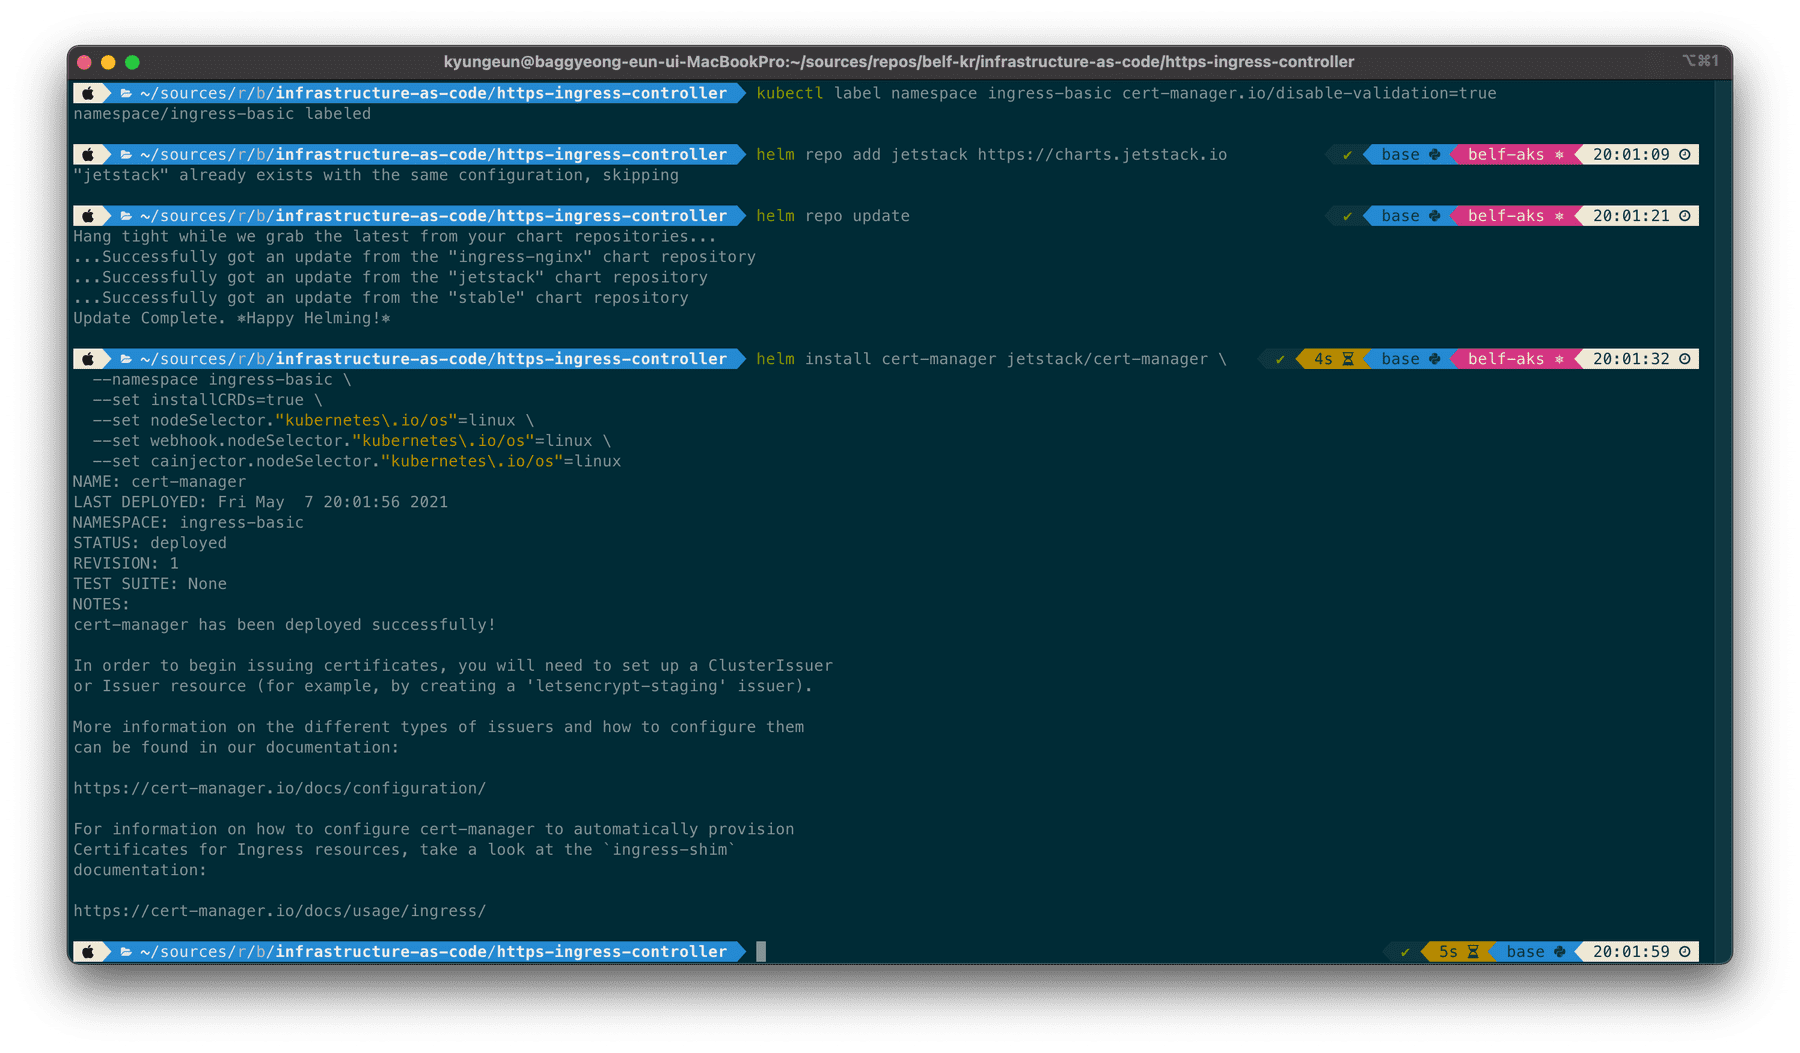 kyungeun@baggyeong-eun-ui-MacBookPro:~/sources/repos/belf-kr/infrastructure-as-code/https-ingress-controller ⌥⌘1
~/sources/r/b/infrastructure-as-code/https-ingress-controller kubectl label namespace ingress-basic cert-manager.io/disable-validation=true
namespace/ingress-basic labeled
~/sources/r/b/infrastructure-as-code/https-ingress-controller helm repo add jetstack https://charts.jetstack.io ✔ base belf-aks ⎈ 20:01:09
"jetstack" already exists with the same configuration, skipping
~/sources/r/b/infrastructure-as-code/https-ingress-controller helm repo update ✔ base belf-aks ⎈ 20:01:21
Hang tight while we grab the latest from your chart repositories...
...Successfully got an update from the "ingress-nginx" chart repository
...Successfully got an update from the "jetstack" chart repository
...Successfully got an update from the "stable" chart repository
Update Complete. ⎈Happy Helming!⎈
~/sources/r/b/infrastructure-as-code/https-ingress-controller helm install cert-manager jetstack/cert-manager \ ✔ 4s base belf-aks ⎈ 20:01:32
--namespace ingress-basic \
--set installCRDs=true \
--set nodeSelector."kubernetes\.io/os"=linux \
--set webhook.nodeSelector."kubernetes\.io/os"=linux \
--set cainjector.nodeSelector."kubernetes\.io/os"=linux
NAME: cert-manager
LAST DEPLOYED: Fri May  7 20:01:56 2021
NAMESPACE: ingress-basic
STATUS: deployed
REVISION: 1
TEST SUITE: None
NOTES:
cert-manager has been deployed successfully!
In order to begin issuing certificates, you will need to set up a ClusterIssuer
or Issuer resource (for example, by creating a 'letsencrypt-staging' issuer).
More information on the different types of issuers and how to configure them
can be found in our documentation:
https://cert-manager.io/docs/configuration/
For information on how to configure cert-manager to automatically provision
Certificates for Ingress resources, take a look at the `ingress-shim`
documentation:
https://cert-manager.io/docs/usage/ingress/
~/sources/r/b/infrastructure-as-code/https-ingress-controller ✔ 5s base 20:01:59